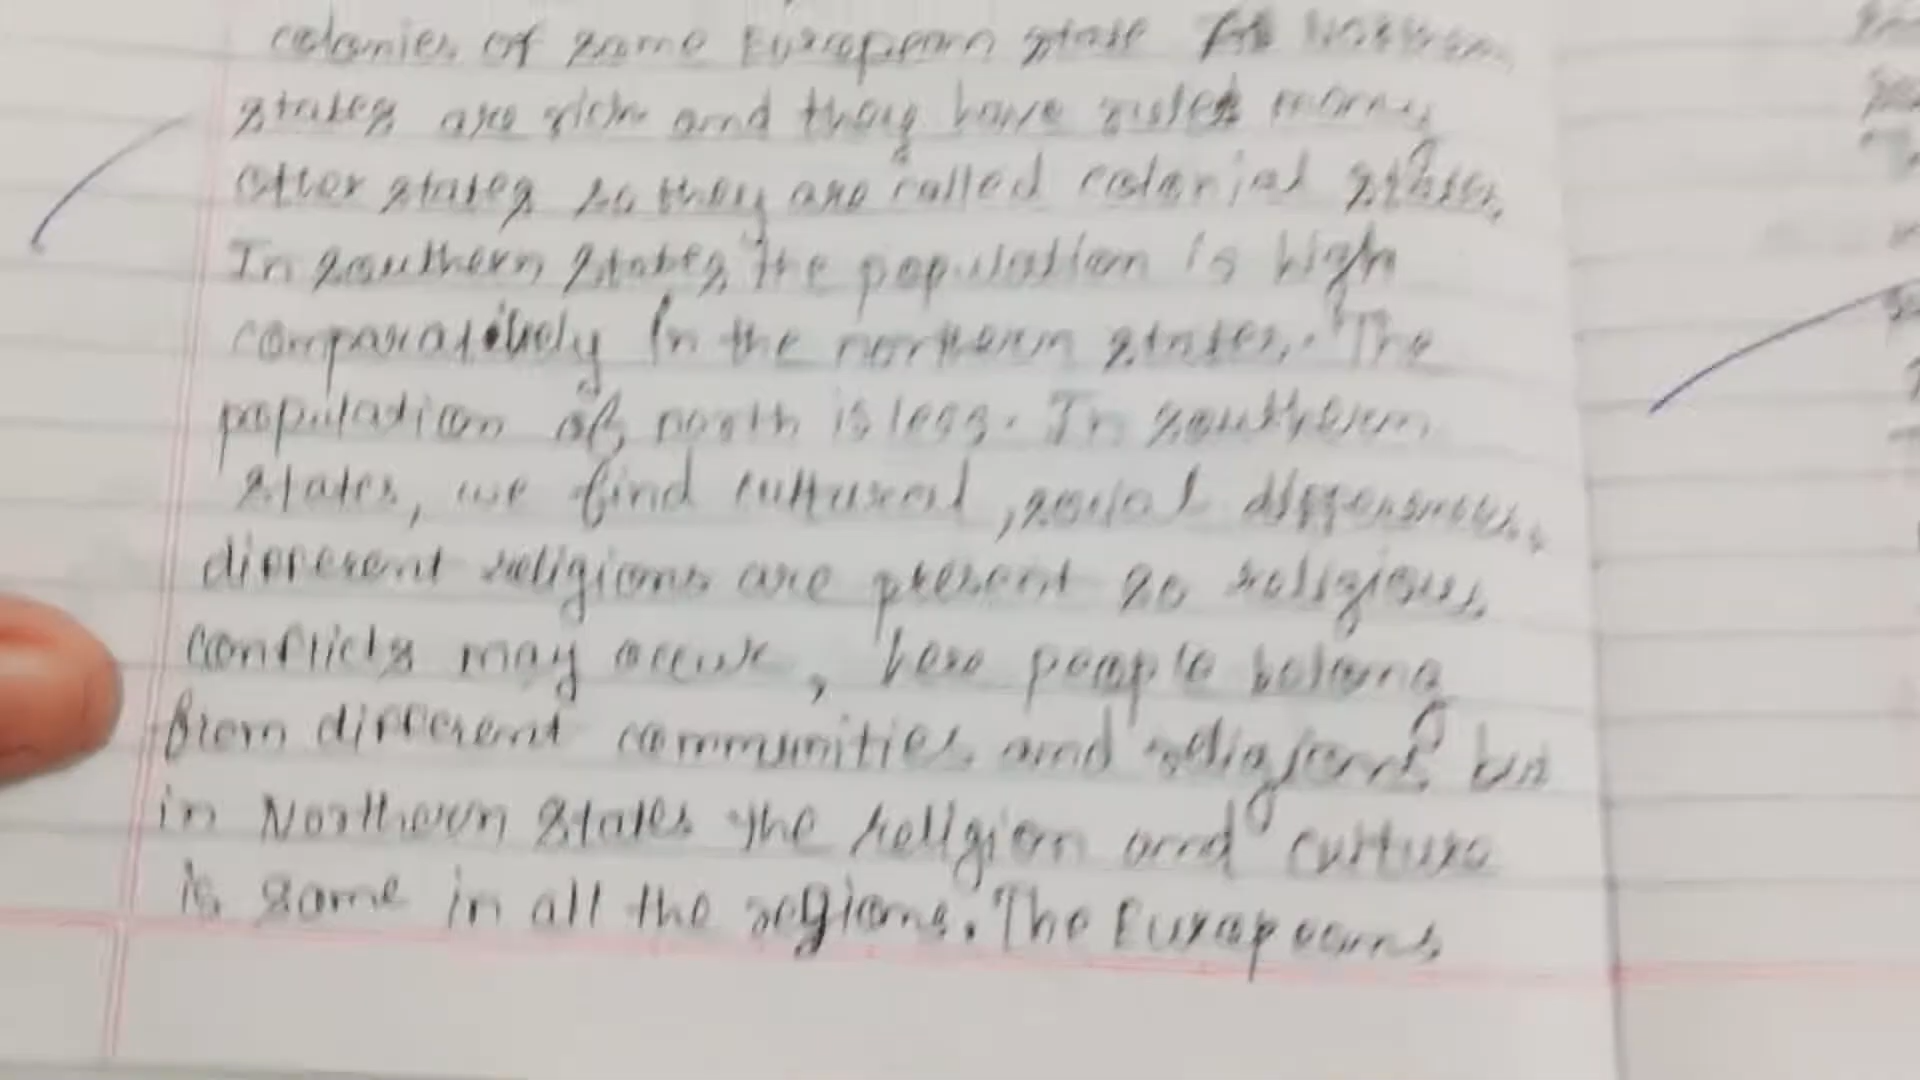 colonies of some European state Northern
states are rich and they have ruled many
other states so they are called colonial states.
In southern states, the population is high
comparatively in the northern states. The
population of north is less. In southern
states, we find cultural, social differences,
different religions are present so religious
conflicts may occur, here people belong
from different communities and religions but
in Northern states the religion and culture
is same in all the regions. The Europeans